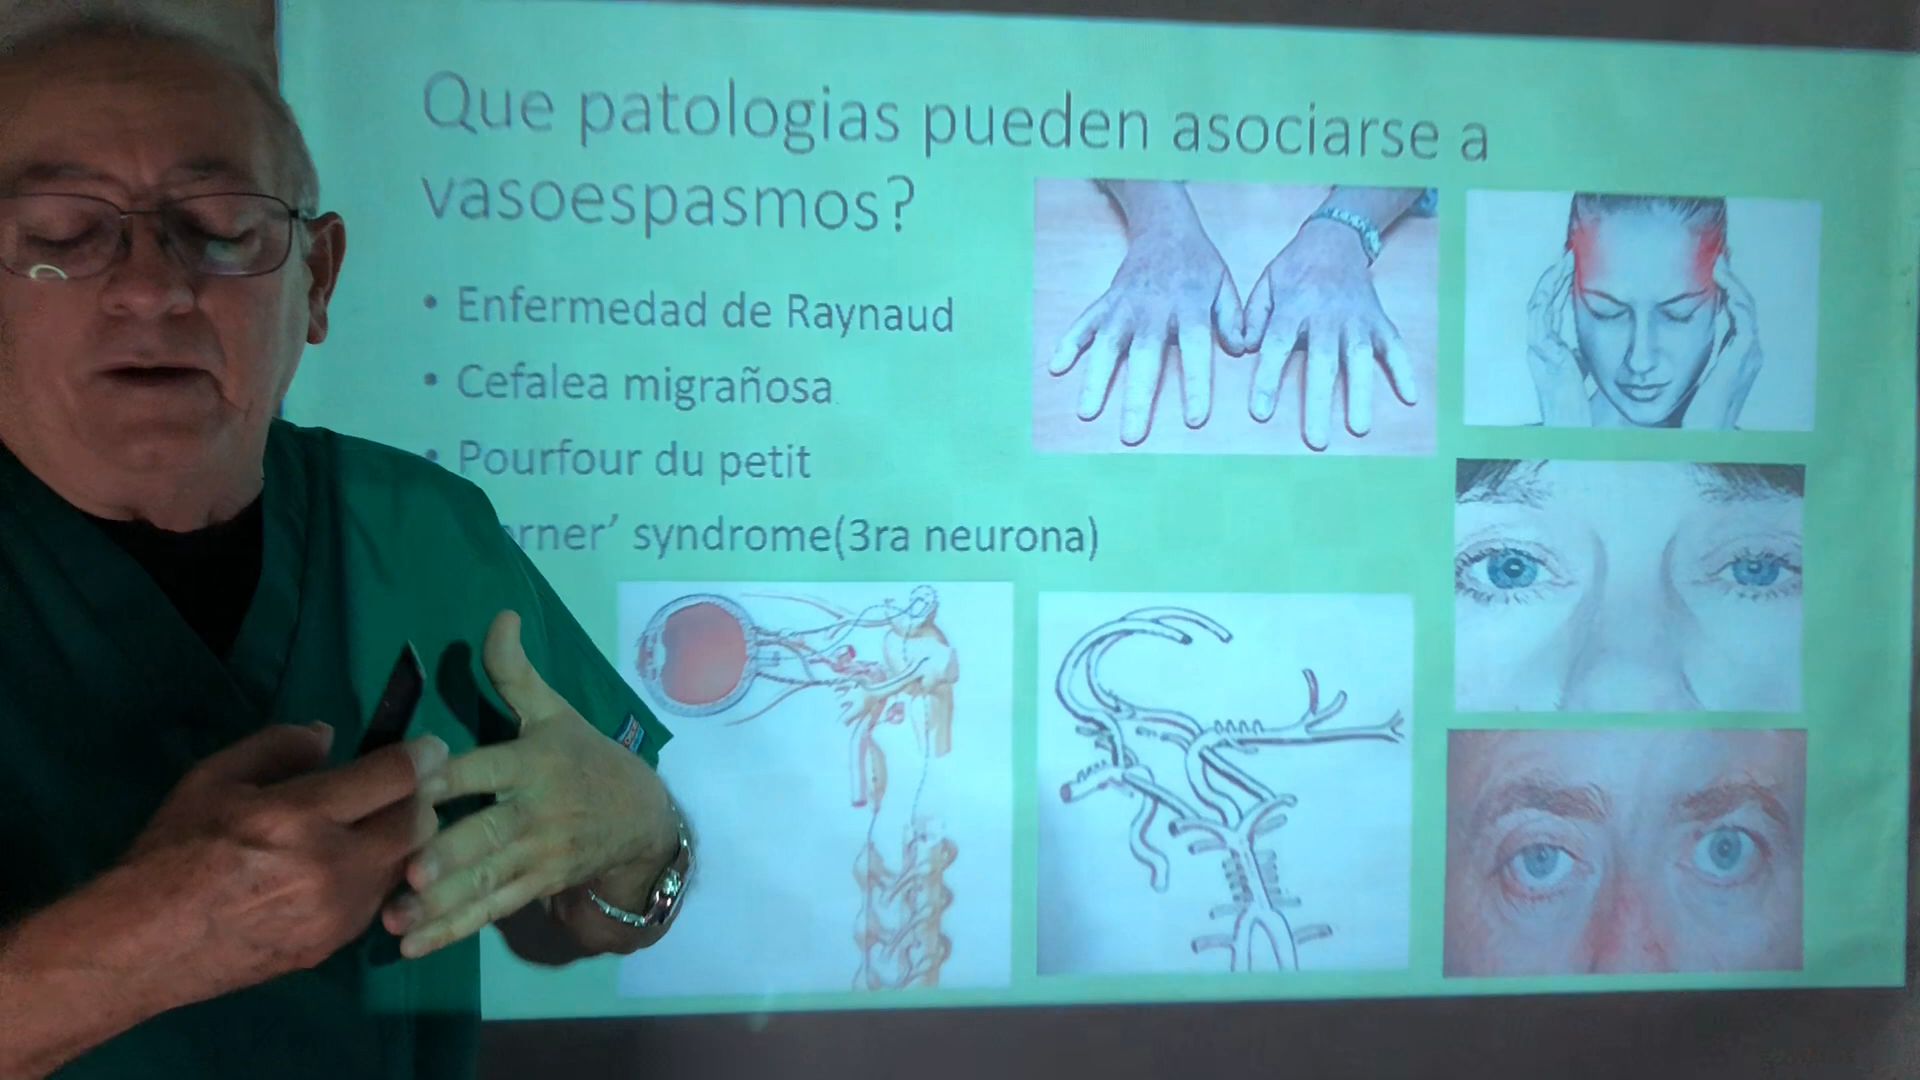 Que patologias pueden asociarse a
vasoespasmos?
• Enfermedad de Raynaud
• Cefalea migrañosa
• Pourfour du petit
rner’ syndrome(3ra neurona)